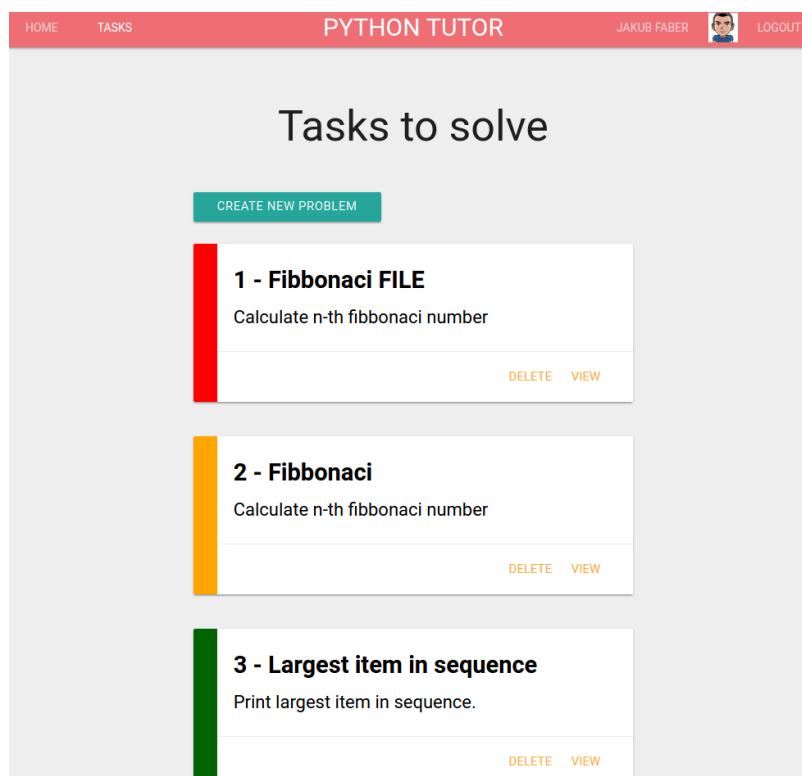 HOME TASKS PYTHON TUTOR JAKUB FABER LOGOUT
Tasks to solve
CREATE NEW PROBLEM
1 - Fibbonaci FILE
Calculate n-th fibbonaci number
DELETE VIEW
2 - Fibbonaci
Calculate n-th fibbonaci number
DELETE VIEW
3 - Largest item in sequence
Print largest item in sequence.
DELETE VIEW